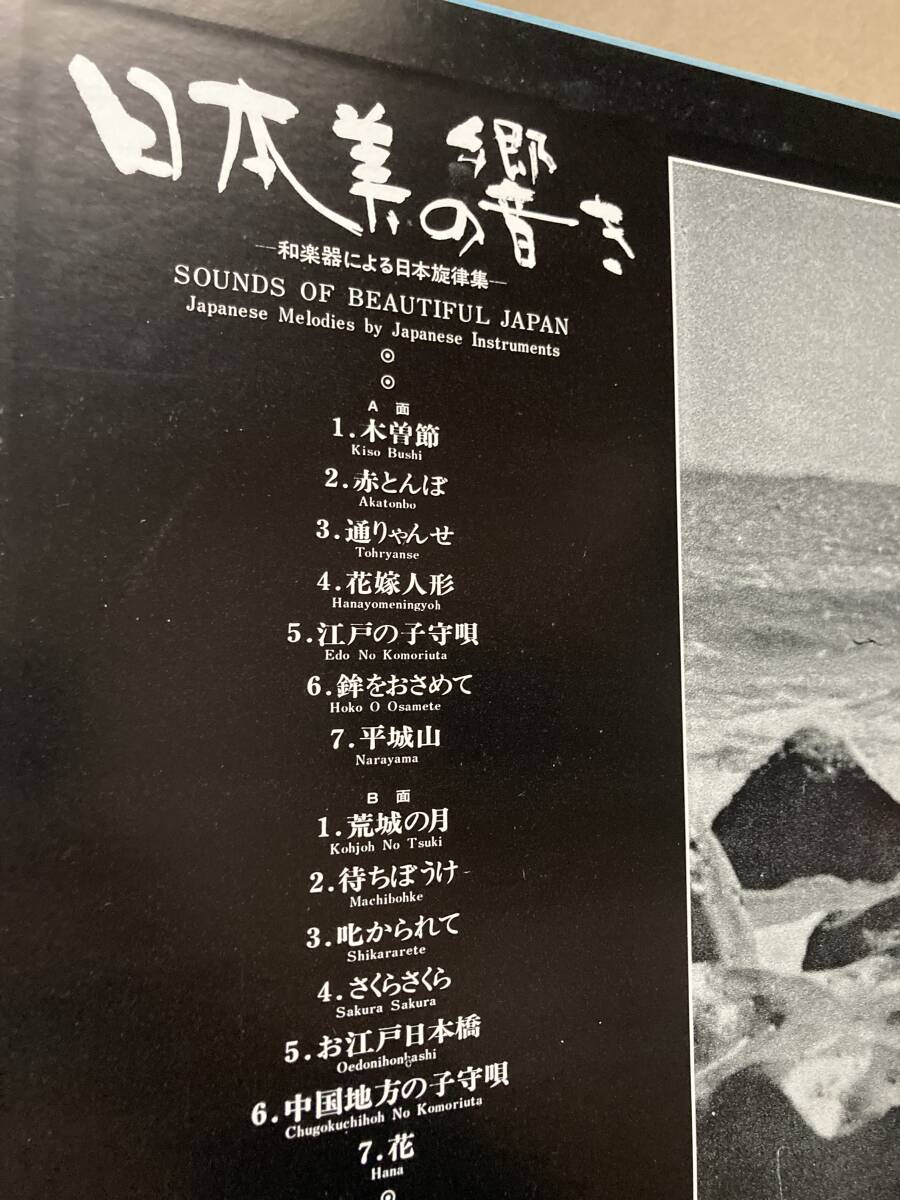 日本美の響き
―和楽器による日本旋律集―
SOUNDS OF BEAUTIFUL JAPAN
Japanese Melodies by Japanese Instruments
A 面
1.木曽節
Kiso Bushi
2.赤とんぼ
Akatonbo
3.通りゃんせ
Tohryanse
4.花嫁人形
Hanayomeningyoh
5.江戸の子守唄
Edo No Komoriuta
6.鉾をおさめて
Hoko O Osamete
7.平城山
Narayama
B 面
1.荒城の月
Kohjoh No Tsuki
2.待ちぼうけ
Machibohke
3.叱かられて
Shikararete
4.さくらさくら
Sakura Sakura
5.お江戸日本橋
Oedonihonbashi
6.中国地方の子守唄
Chugokuchihoh No Komoriuta
7.花
Hana